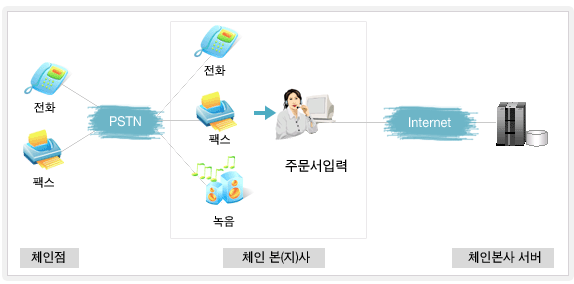 전화
팩스
PSTN
전화
팩스
녹음
주문서입력
Internet
체인점
체인 본(지)사
체인본사 서버